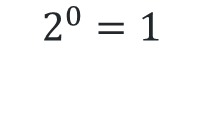 2⁰ = 1